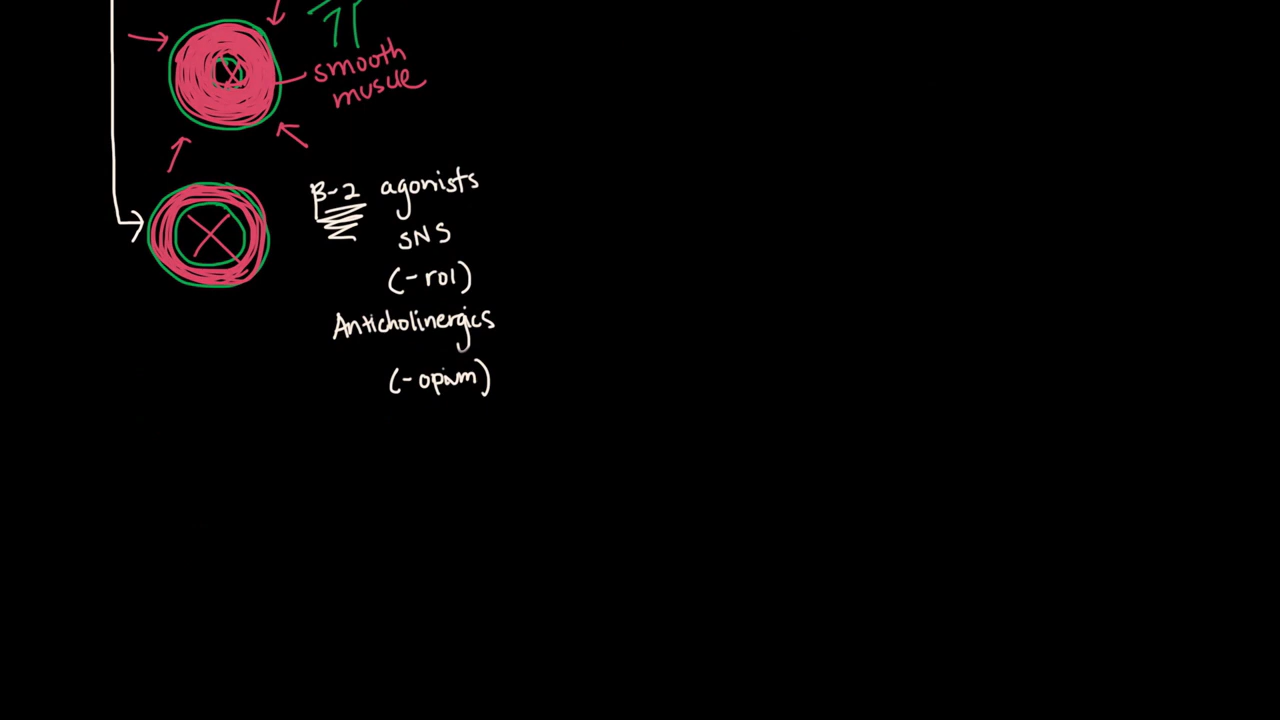 smooth
muscle
B-2 agonists
SNS
(-rol)
Anticholinergics
(-opium)